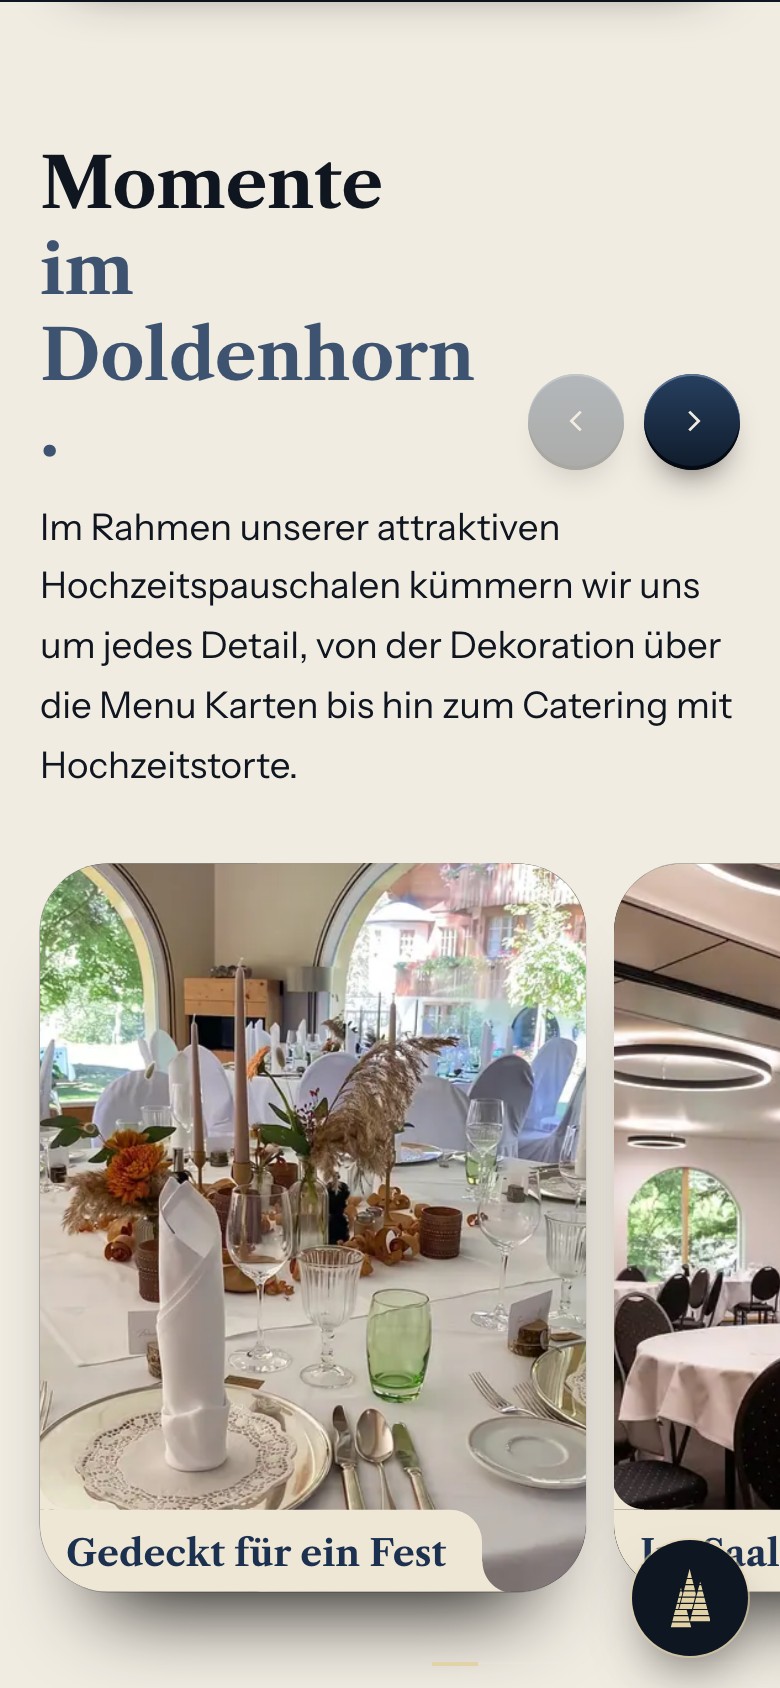 Momente
im
Doldenhorn
.
Im Rahmen unserer attraktiven
Hochzeitspauschalen kümmern wir uns
um jedes Detail, von der Dekoration über
die Menu Karten bis hin zum Catering mit
Hochzeitstorte.
Gedeckt für ein Fest
Saal